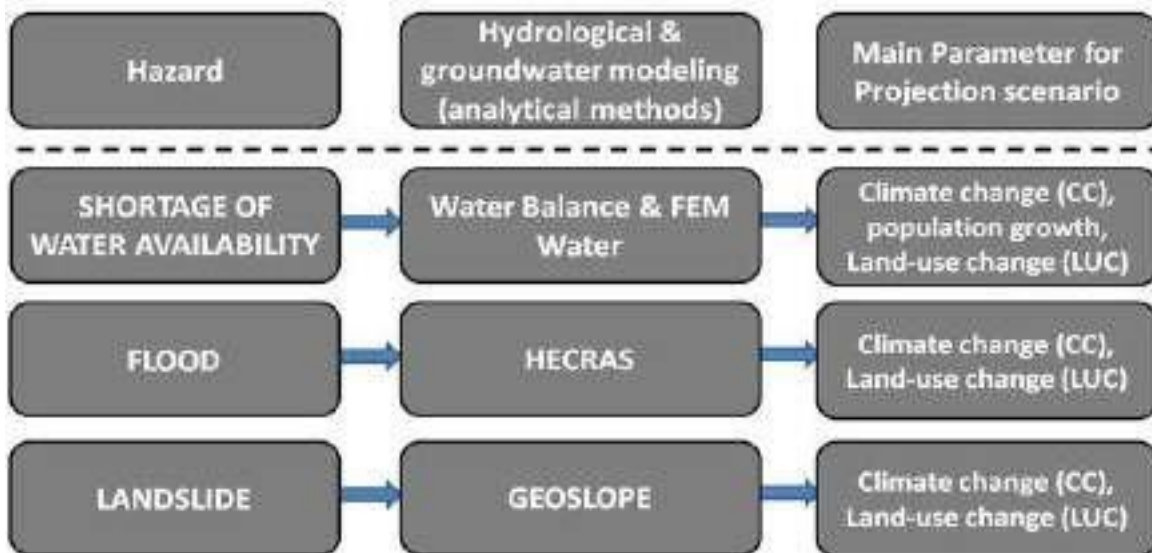 Hazard
Hydrological &
groundwater modeling
(analytical methods)
Main Parameter for
Projection scenario
SHORTAGE OF
WATER AVAILABILITY
Water Balance & FEM
Water
Climate change (CC),
population growth,
Land-use change (LUC)
FLOOD
HECRAS
Climate change (CC),
Land-use change (LUC)
LANDSLIDE
GEOSLOPE
Climate change (CC),
Land-use change (LUC)